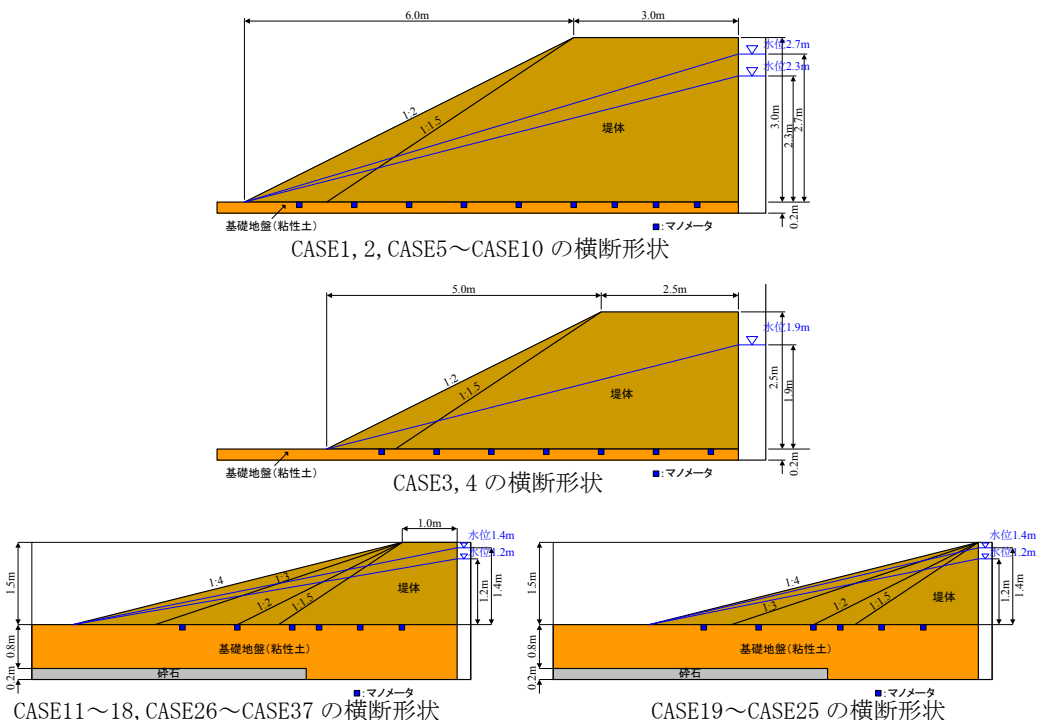 6.0m
3.0m
水位2.7m
水位2.3m
1:2
1:1.5
堤体
3.0m
2.3m
2.7m
0.2m
基礎地盤(粘性土)
■:マノメータ
CASE1,2,CASE5～CASE10 の横断形状
5.0m
2.5m
水位1.9m
1:2
1:1.5
堤体
2.5m
1.9m
0.2m
基礎地盤(粘性土)
■:マノメータ
CASE3,4 の横断形状
1.0m
水位1.4m
水位1.2m
1:4
1:3
1:2
1:1.5
堤体
1.5m
1.2m
1.4m
基礎地盤(粘性土)
0.8m
砕石
0.2m
■:マノメータ
CASE11～18,CASE26～CASE37 の横断形状
水位1.4m
水位1.2m
1:4
1:3
1:2
1:1.5
堤体
1.5m
1.2m
1.4m
基礎地盤(粘性土)
0.8m
砕石
0.2m
■:マノメータ
CASE19～CASE25 の横断形状